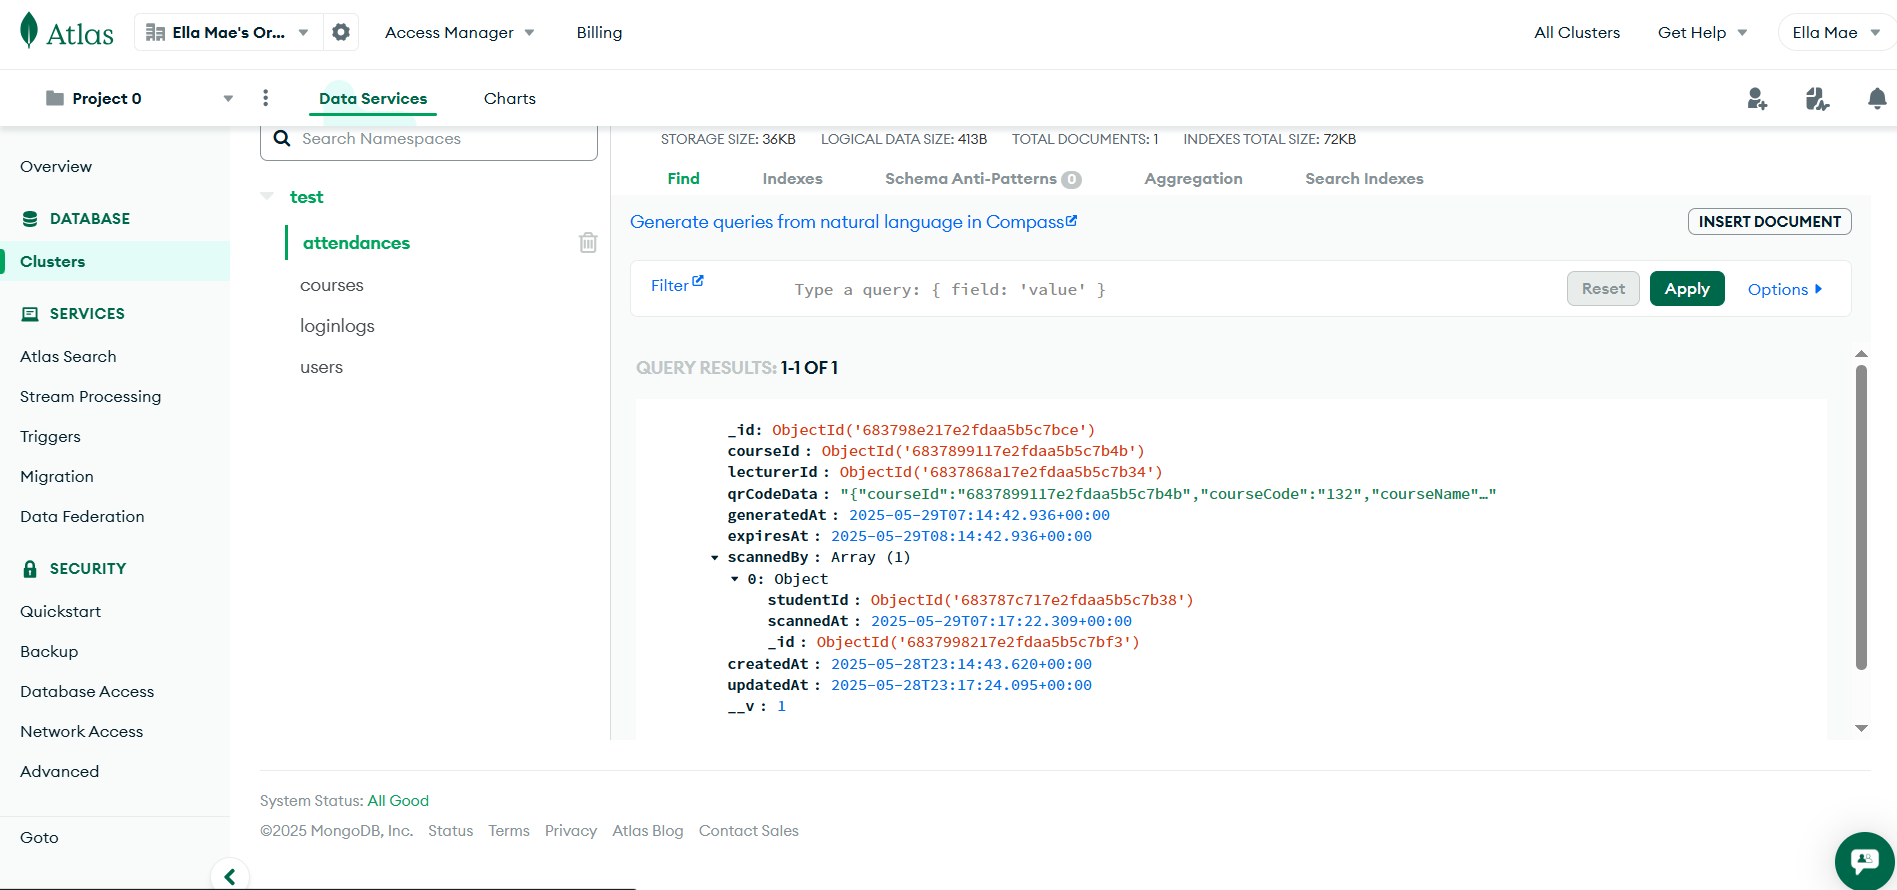 Atlas
Ella Mae's Or...
Access Manager
Billing
All Clusters
Get Help
Ella Mae
Project 0
Data Services
Charts
Overview
DATABASE
Clusters
SERVICES
Atlas Search
Stream Processing
Triggers
Migration
Data Federation
SECURITY
Quickstart
Backup
Database Access
Network Access
Advanced
Goto
Search Namespaces
test
attendances
courses
loginlogs
users
STORAGE SIZE: 36KB LOGICAL DATA SIZE: 413B TOTAL DOCUMENTS: 1 INDEXES TOTAL SIZE: 72KB
Find Indexes Schema Anti-Patterns 0 Aggregation Search Indexes
Generate queries from natural language in Compass
INSERT DOCUMENT
Filter
Type a query: { field: 'value' }
Reset
Apply
Options
QUERY RESULTS: 1-1 OF 1
_id: ObjectId('683798e217e2fdaa5b5c7bce')
courseId : ObjectId('6837899117e2fdaa5b5c7b4b')
lecturerId : ObjectId('6837868a17e2fdaa5b5c7b34')
qrCodeData : "{"courseId":"6837899117e2fdaa5b5c7b4b","courseCode":"132","courseName"…"
generatedAt : 2025-05-29T07:14:42.936+00:00
expiresAt : 2025-05-29T08:14:42.936+00:00
scannedBy : Array (1)
0: Object
studentId : ObjectId('683787c717e2fdaa5b5c7b38')
scannedAt : 2025-05-29T07:17:22.309+00:00
_id : ObjectId('6837998217e2fdaa5b5c7bf3')
createdAt : 2025-05-28T23:14:43.620+00:00
updatedAt : 2025-05-28T23:17:24.095+00:00
__v : 1
System Status: All Good
©2025 MongoDB, Inc. Status Terms Privacy Atlas Blog Contact Sales